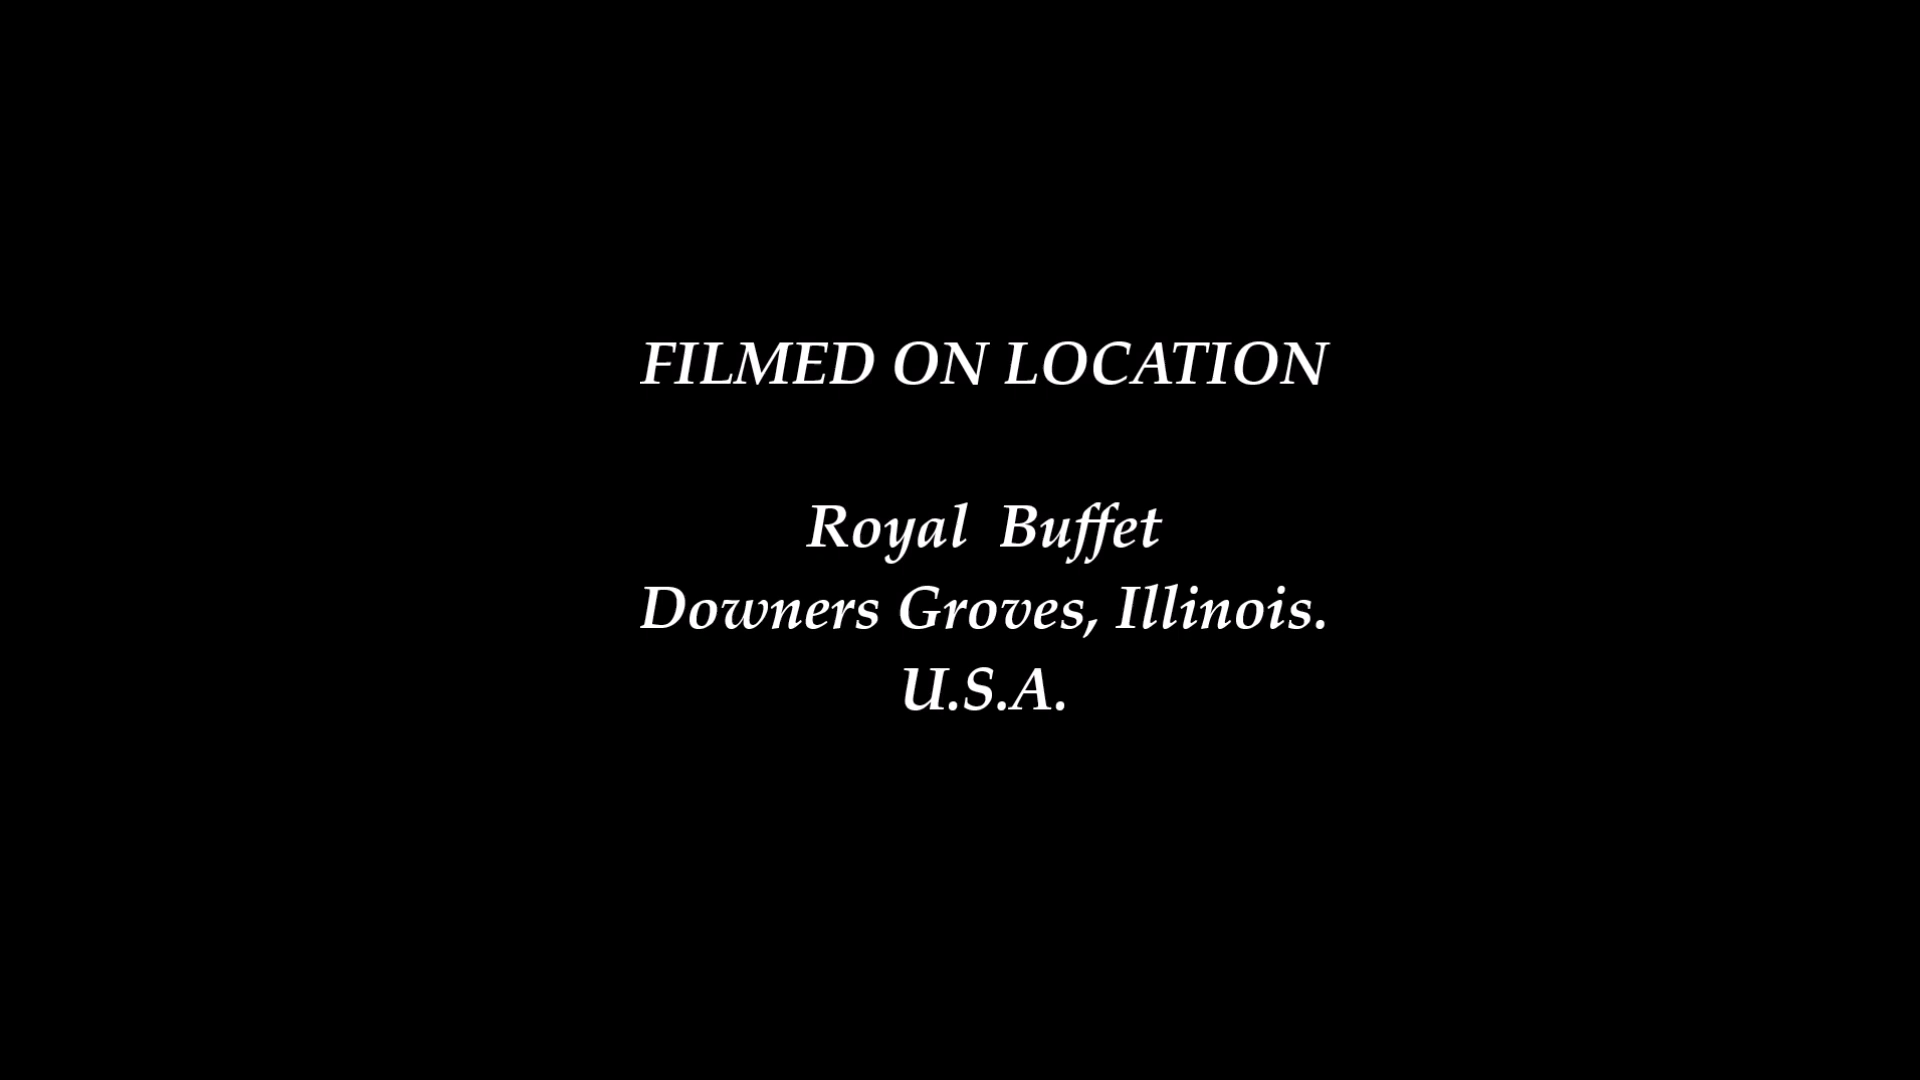 FILMED ON LOCATION
Royal Buffet
Downers Groves, Illinois.
U.S.A.